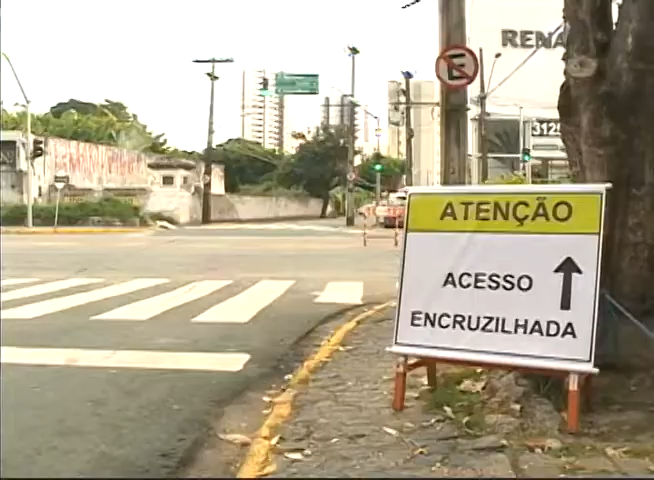 RENA
E
3125
ATENÇÃO
ACESSO
ENCRUZILHADA